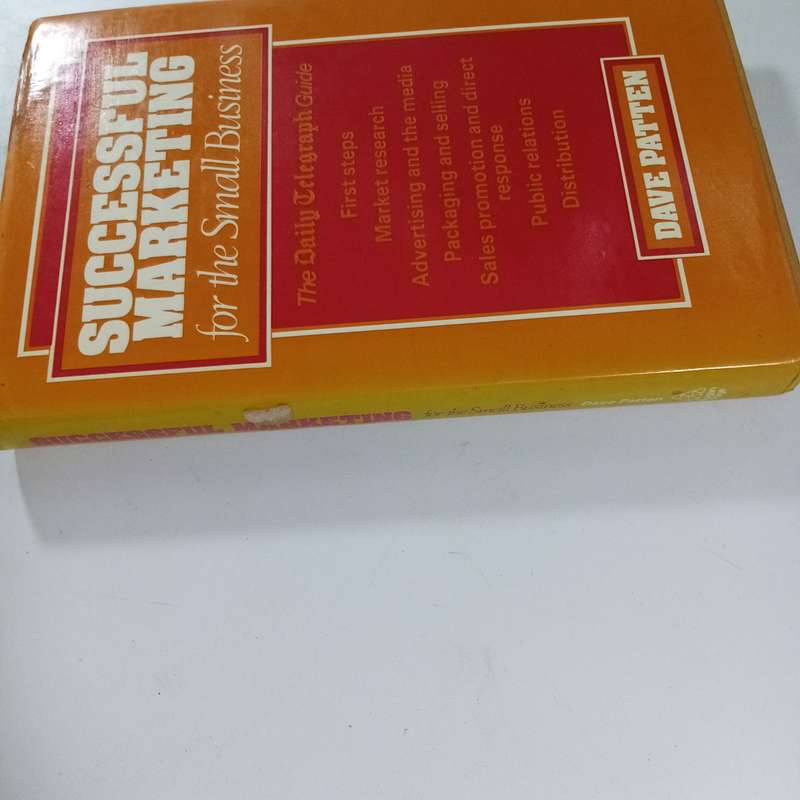 SUCCESSFUL
MARKETING
for the Small Business
The Daily Telegraph Guide
First steps
Market research
Advertising and the media
Packaging and selling
Sales promotion and direct
response
Public relations
Distribution
DAVE PATTEN
SUCCESSFUL MARKETING for the Small Business Dave Patten